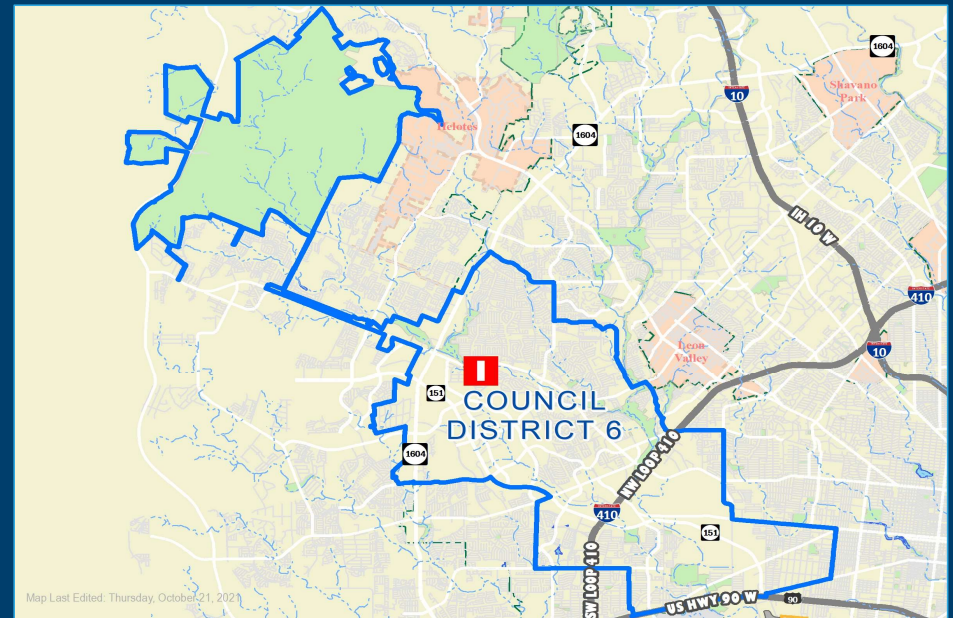 1604
Shavano
Park
10
1604
Helotes
IH 10 W
410
10
Leon
Valley
151
COUNCIL
DISTRICT 6
1604
NW LOOP 410
410
151
SW LOOP 410
US HWY 90 W
90
Map Last Edited: Thursday, October 21, 2021